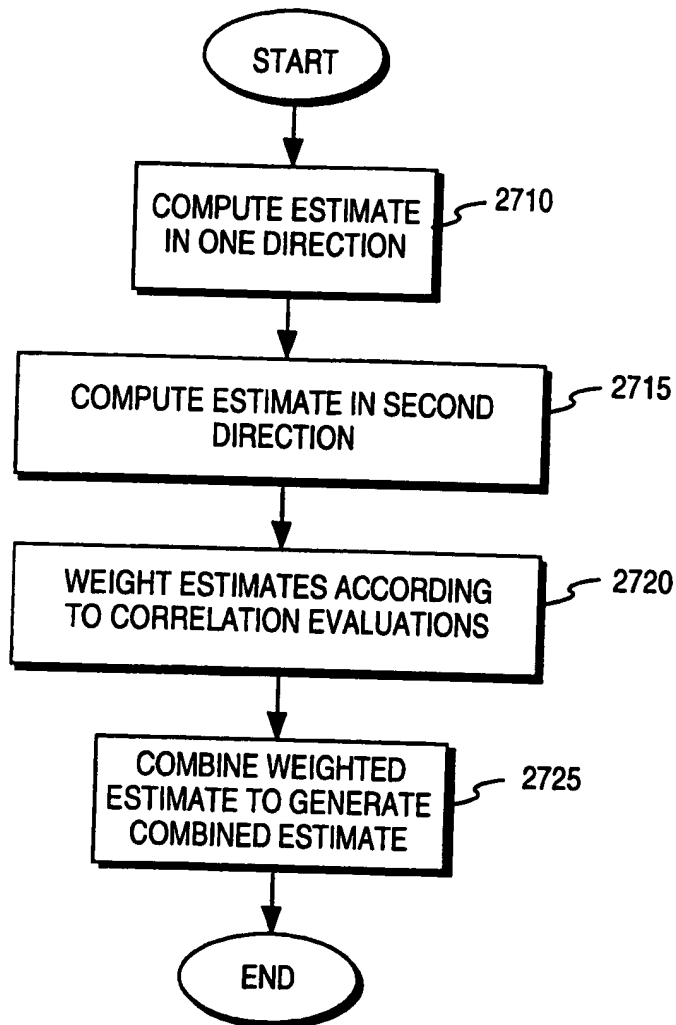 START
COMPUTE ESTIMATE
IN ONE DIRECTION
2710
COMPUTE ESTIMATE IN SECOND
DIRECTION
2715
WEIGHT ESTIMATES ACCORDING
TO CORRELATION EVALUATIONS
2720
COMBINE WEIGHTED
ESTIMATE TO GENERATE
COMBINED ESTIMATE
2725
END